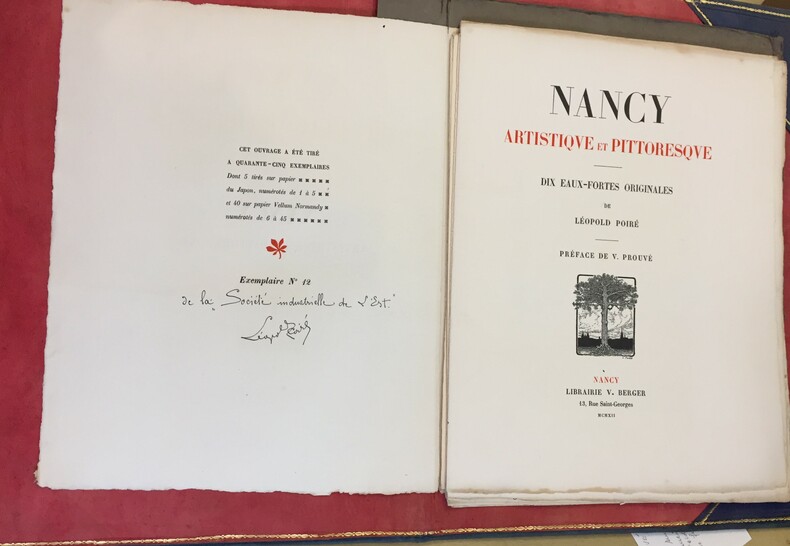 CET OUVRAGE A ÉTÉ TIRÉ
A QUARANTE-CINQ EXEMPLAIRES
Dont 5 tirés sur papier
du Japon, numérotés de 1 à 5
et 40 sur papier Vellum Normandy
numérotés de 6 à 45
Exemplaire N° 12
de la "Société industrielle de l'Est"
Léopol Poiré
NANCY
ARTISTIQVE ET PITTORESQVE
DIX EAUX-FORTES ORIGINALES
DE
LÉOPOLD POIRÉ
PRÉFACE DE V. PROUVÉ
NANCY
LIBRAIRIE V. BERGER
13, Rue Saint-Georges
MCMXII